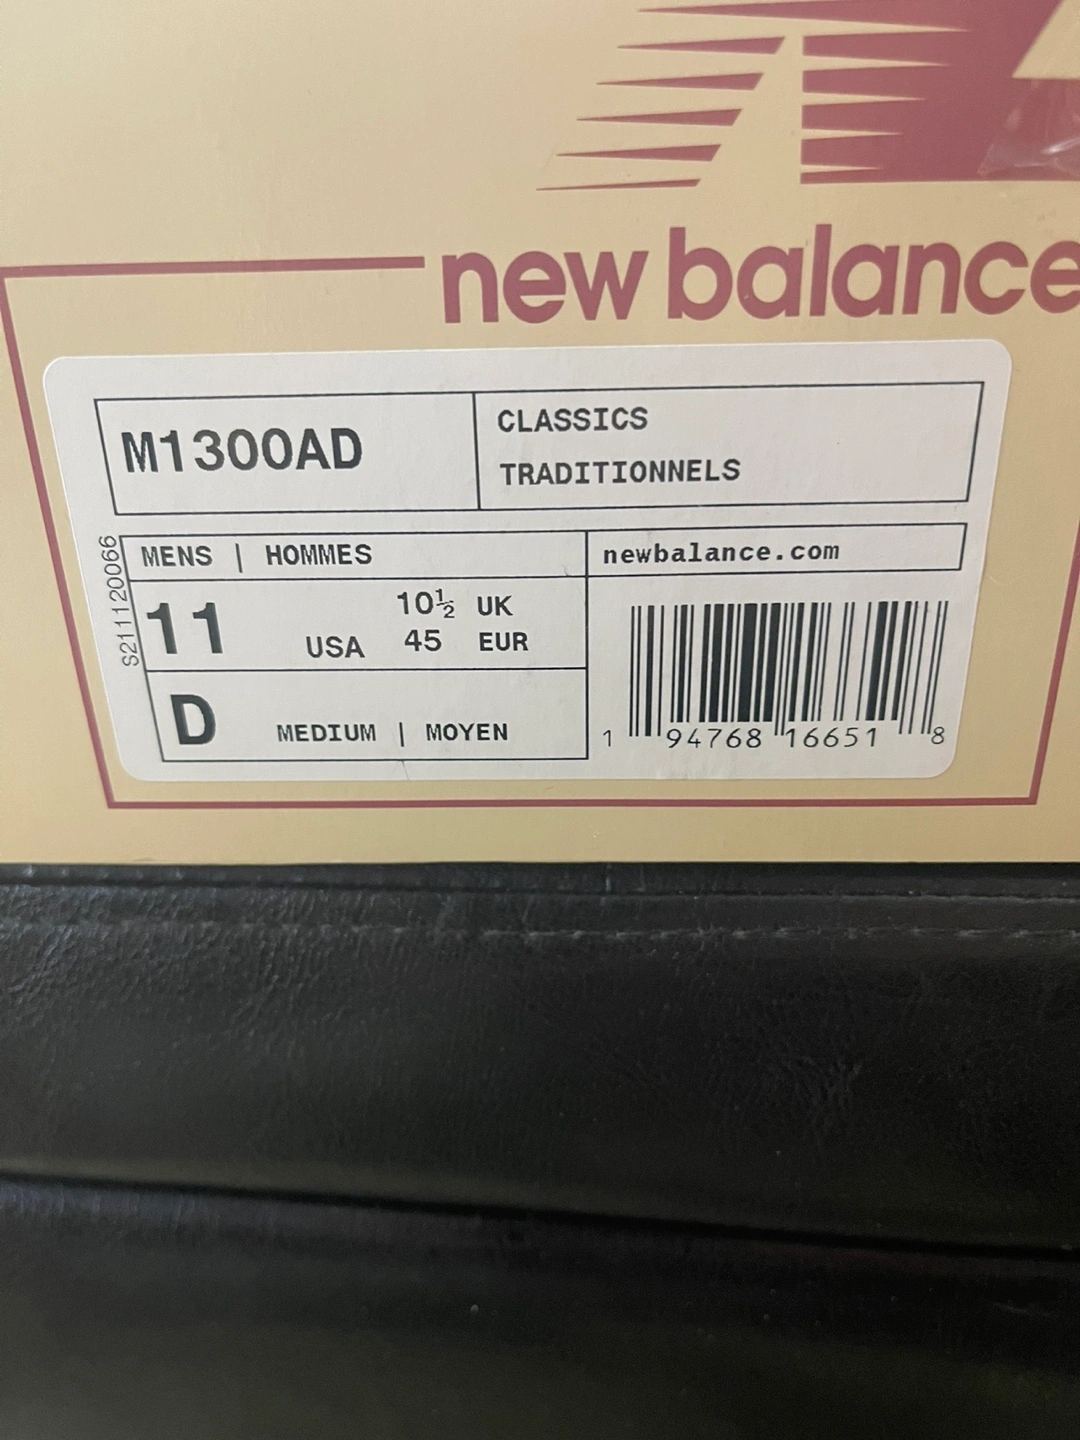 new balance
M1300AD
CLASSICS
TRADITIONNELS
S211120066
MENS | HOMMES
newbalance.com
11 USA
10½ UK
45 EUR
D MEDIUM | MOYEN
1 94768 16651 8